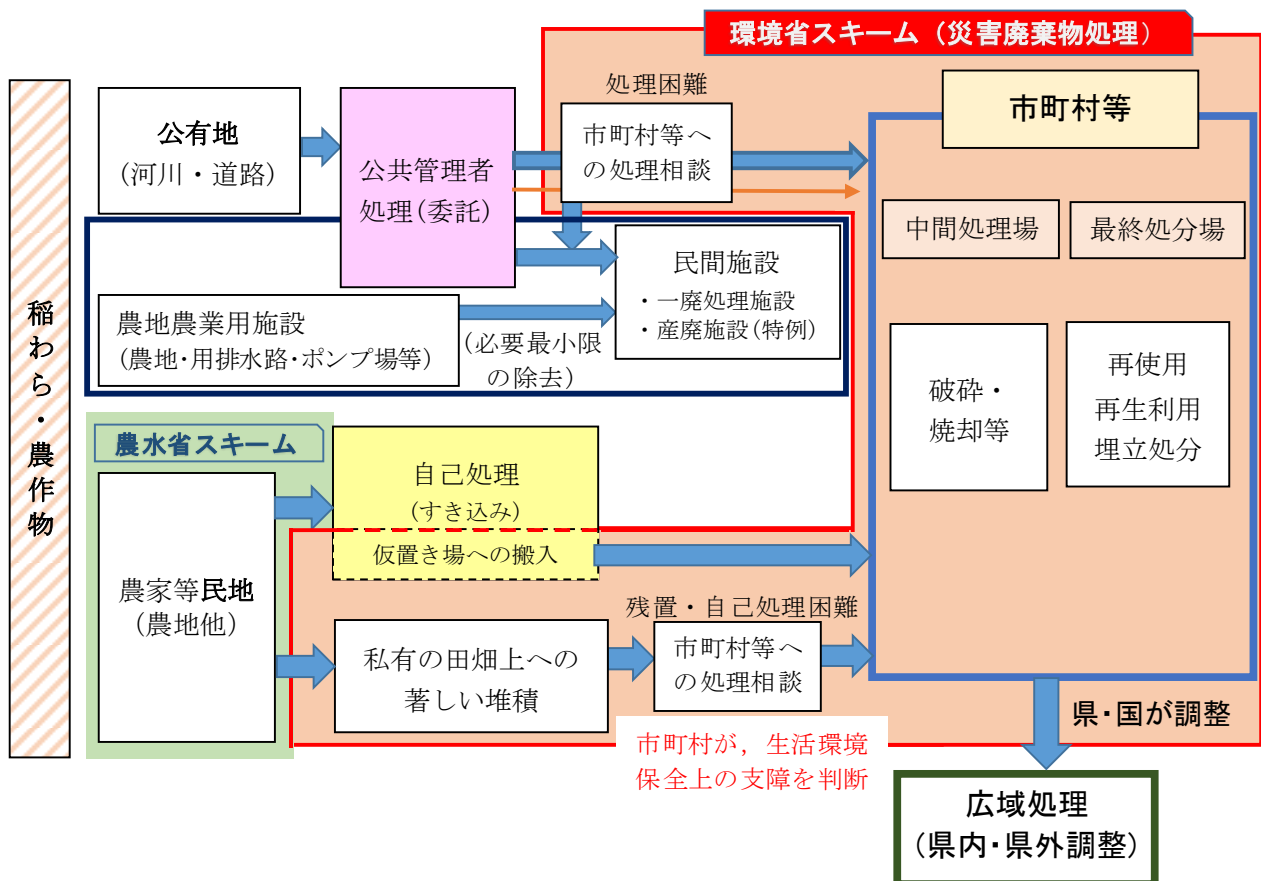 環境省スキーム（災害廃棄物処理）
稲わら・農作物
公有地
（河川・道路）
公共管理者
処理(委託)
処理困難
市町村等へ
の処理相談
市町村等
中間処理場
最終処分場
破砕・
焼却等
再使用
再生利用
埋立処分
民間施設
・一廃処理施設
・産廃施設(特例)
農地農業用施設
(農地・用排水路・ポンプ場等)
(必要最小限
の除去)
農水省スキーム
農家等民地
（農地他）
自己処理
(すき込み)
仮置き場への搬入
私有の田畑上への
著しい堆積
残置・自己処理困難
市町村等へ
の処理相談
市町村が，生活環境
保全上の支障を判断
県・国が調整
広域処理
（県内・県外調整）